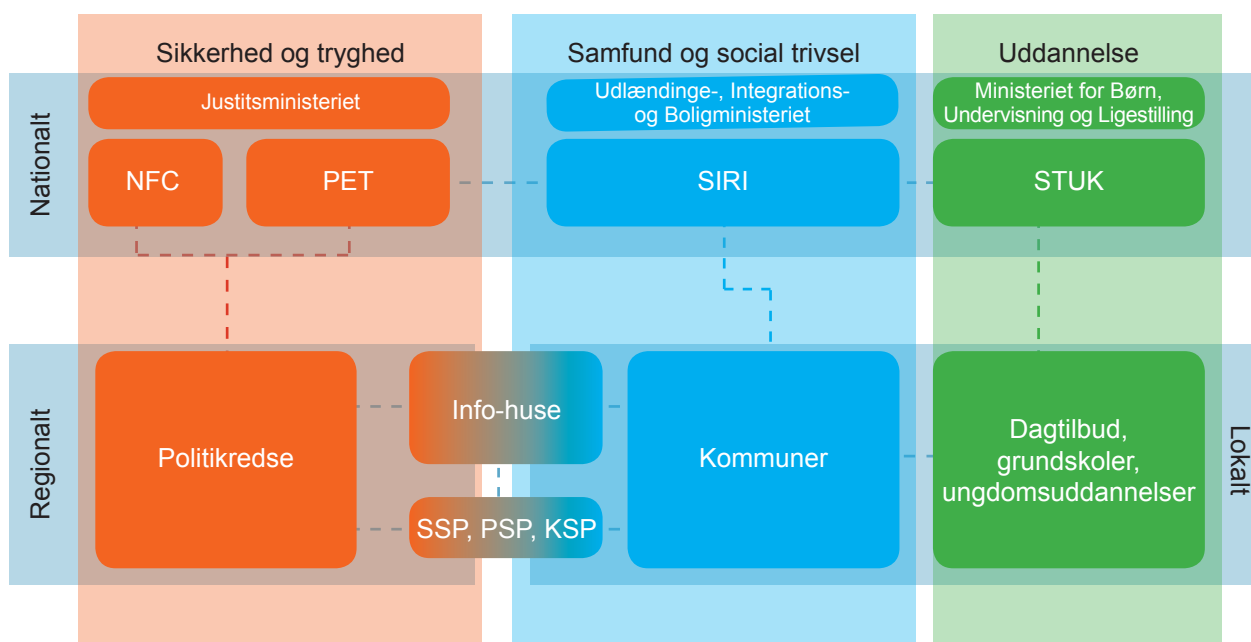 Sikkerhed og tryghed
Samfund og social trivsel
Uddannelse
Nationalt
Justitsministeriet
Udlændinge-, Integrations-
og Boligministeriet
Ministeriet for Børn,
Undervisning og Ligestilling
NFC
PET
SIRI
STUK
Regionalt
Politikredse
Info-huse
SSP, PSP, KSP
Kommuner
Dagtilbud,
grundskoler,
ungdomsuddannelser
Lokalt